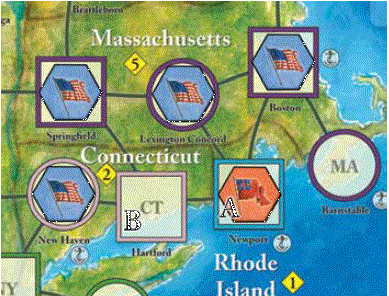 Brattleboro
ga
Massachusetts
5
Boston
Springfield
Lexington Concord
Connecticut
2
MA
CT
A
B
Barnstable
New Haven
Newport
Hartford
Rhode
Island
1
NY